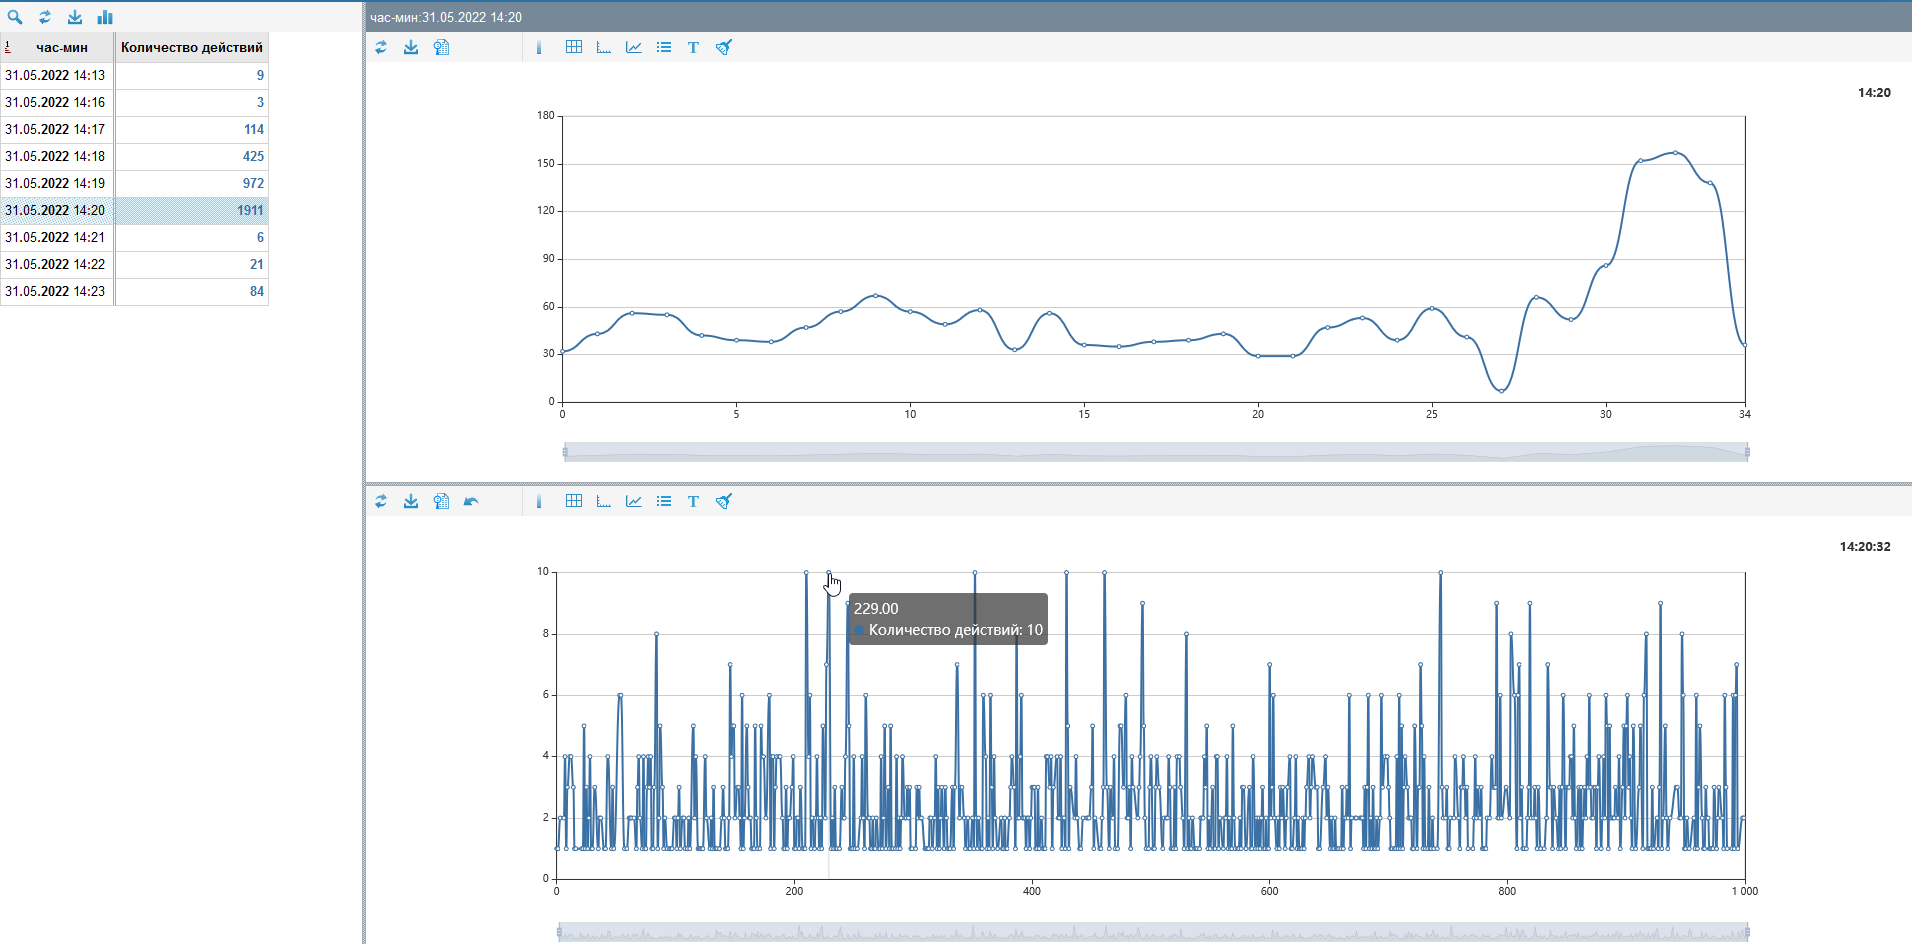 час-мин:31.05.2022 14:20
1 час-мин Количество действий
31.05.2022 14:13 9
31.05.2022 14:16 3
31.05.2022 14:17 114
31.05.2022 14:18 425
31.05.2022 14:19 972
31.05.2022 14:20 1911
31.05.2022 14:21 6
31.05.2022 14:22 21
31.05.2022 14:23 84
T
14:20
180
150
120
90
60
30
0
0 5 10 15 20 25 30 34
T
14:20:32
10
8
6
4
2
0
229.00
Количество действий: 10
0 200 400 600 800 1 000